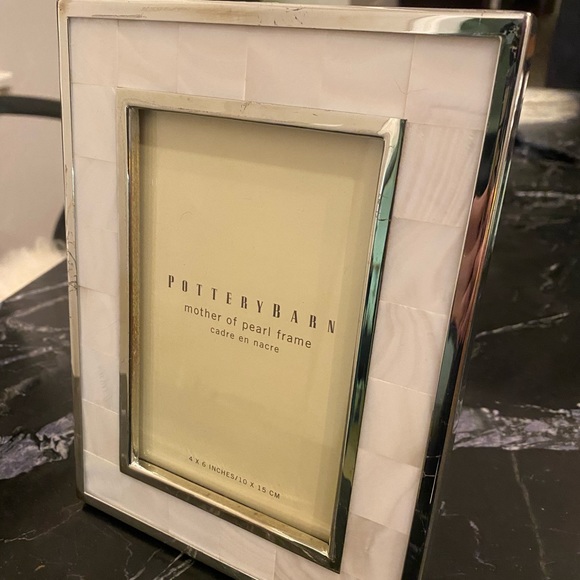 POTTERYBARN
mother of pearl frame
cadre en nacre
4 X 6 INCHES/10 X 15 CM